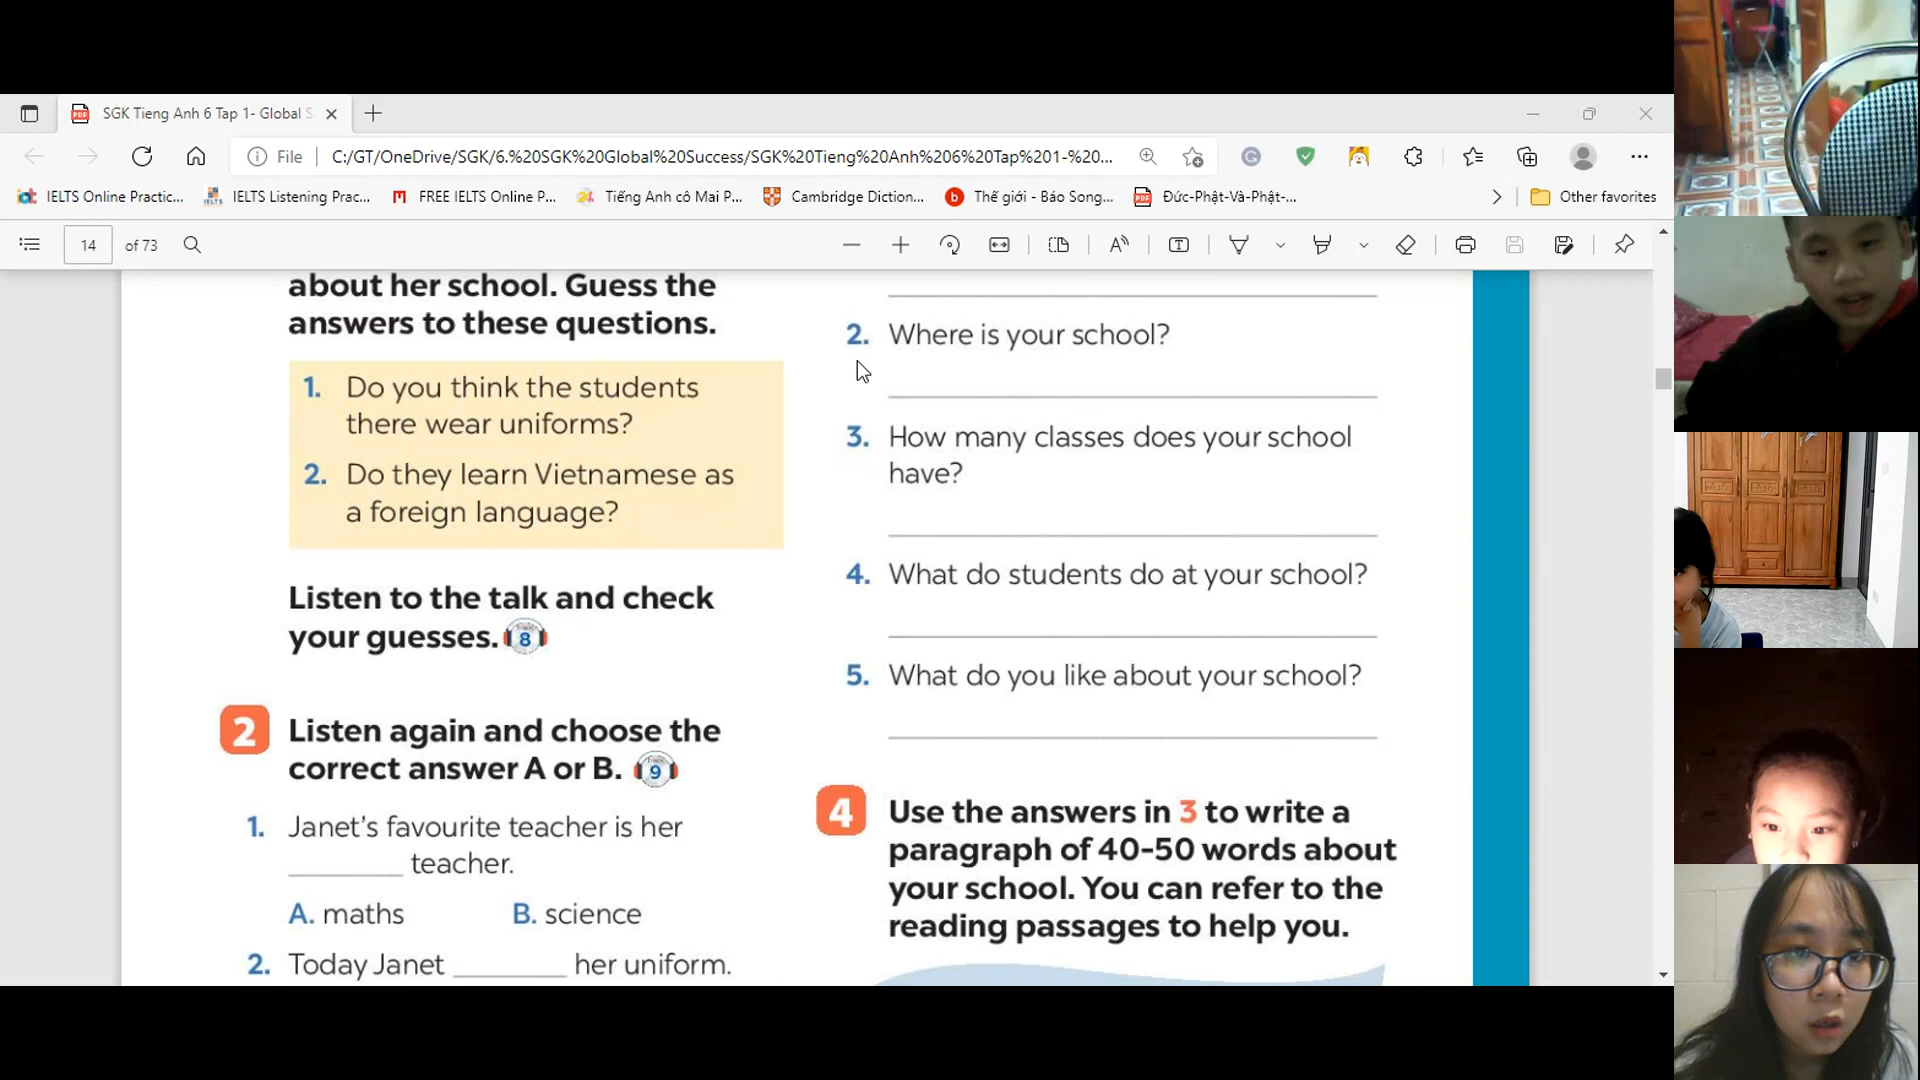 SGK Tieng Anh 6 Tap 1- Global S
File
C:/GT/OneDrive/SGK/6.%20SGK%20Global%20Success/SGK%20Tieng%20Anh%206%20Tap%201-%20...
IELTS Online Practic...
IELTS Listening Prac...
FREE IELTS Online P...
Tiếng Anh cô Mai P...
Cambridge Diction...
Thế giới - Báo Song...
Đức-Phật-Và-Phật-...
Other favorites
14 of 73
about her school. Guess the
answers to these questions.
1. Do you think the students
there wear uniforms?
2. Do they learn Vietnamese as
a foreign language?
Listen to the talk and check
your guesses. 8
2 Listen again and choose the
correct answer A or B. 9
1. Janet's favourite teacher is her
________ teacher.
A. maths B. science
2. Today Janet ________ her uniform.
2. Where is your school?
3. How many classes does your school
have?
4. What do students do at your school?
5. What do you like about your school?
4 Use the answers in 3 to write a
paragraph of 40-50 words about
your school. You can refer to the
reading passages to help you.